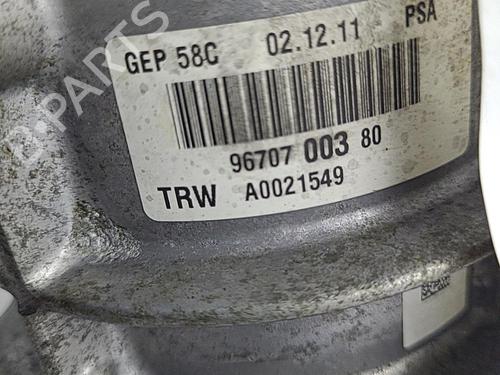 GEP 58C 02.12.11 PSA
96707 003 80
TRW A0021549
B-PARTS